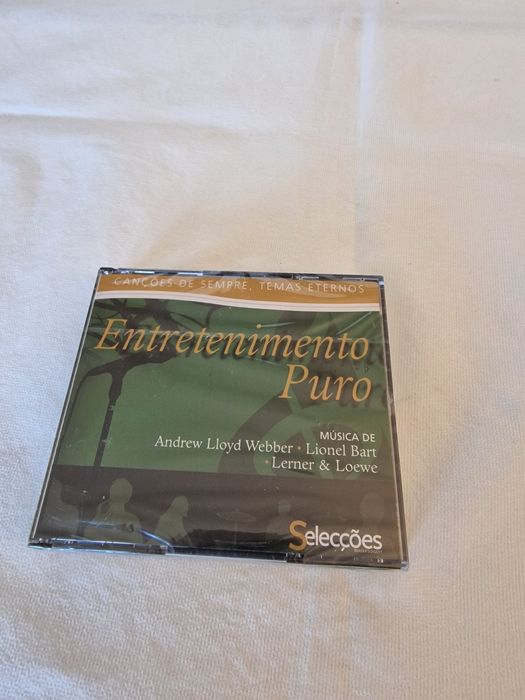 CANÇÕES DE SEMPRE, TEMAS ETERNOS
Entretenimento
Puro
MÚSICA DE
Andrew Lloyd Webber · Lionel Bart
· Lerner & Loewe
Selecções